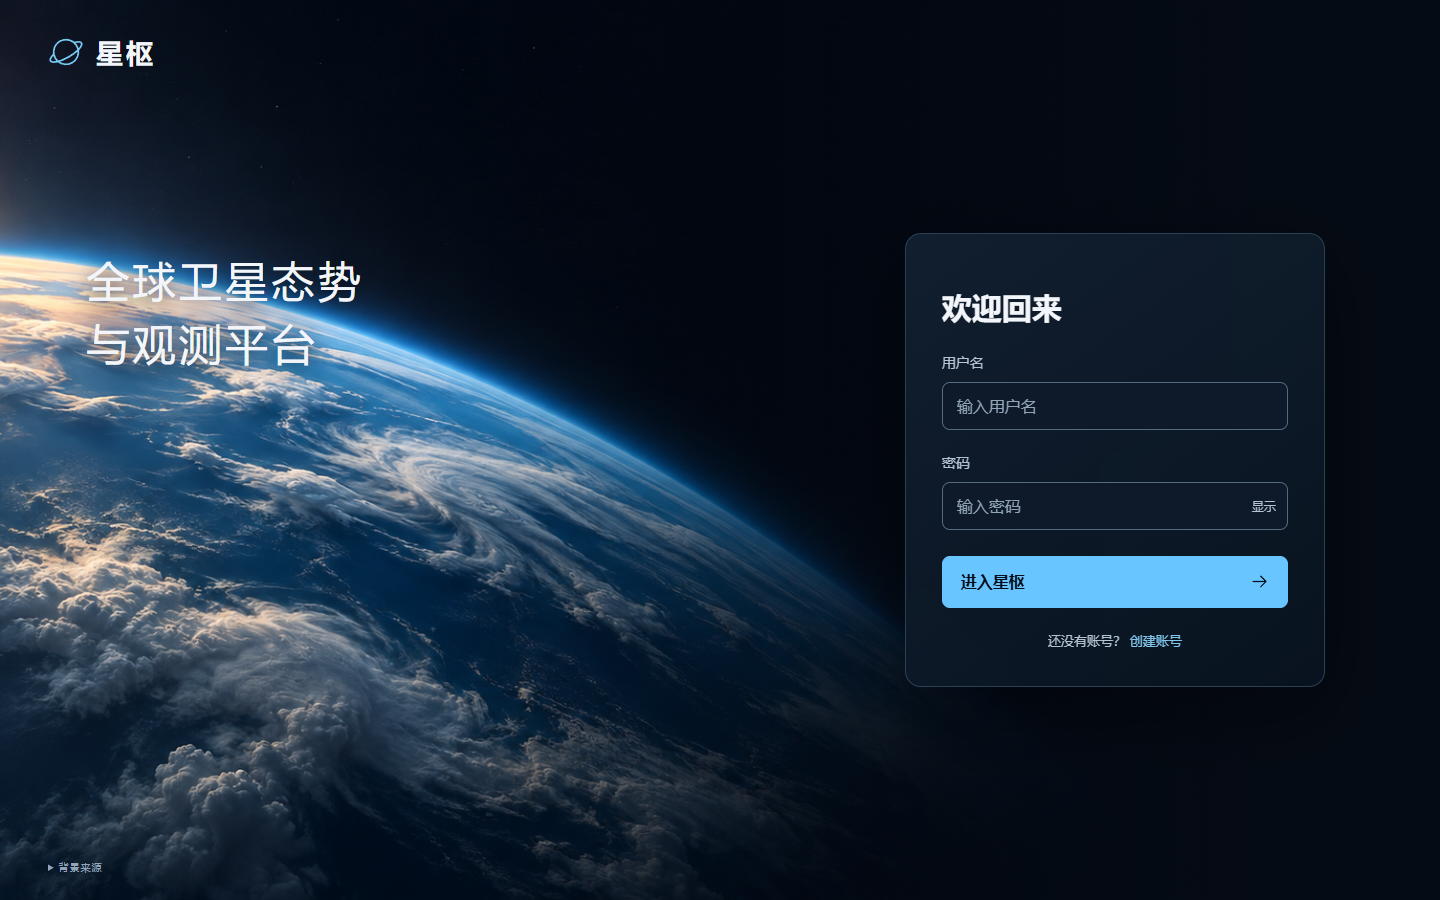 星枢
全球卫星态势
与观测平台
欢迎回来
用户名
输入用户名
密码
输入密码 显示
进入星枢
还没有账号? 创建账号
背景来源